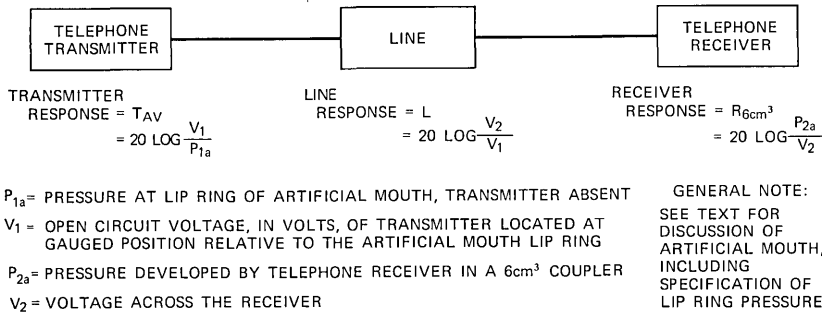 TELEPHONE TRANSMITTER
LINE
TELEPHONE RECEIVER
TRANSMITTER
RESPONSE = T_AV
= 20 LOG V₁/P₁ₐ
LINE
RESPONSE = L
= 20 LOG V₂/V₁
RECEIVER
RESPONSE = R_6cm³
= 20 LOG P₂ₐ/V₂
P₁ₐ= PRESSURE AT LIP RING OF ARTIFICIAL MOUTH, TRANSMITTER ABSENT
V₁ = OPEN CIRCUIT VOLTAGE, IN VOLTS, OF TRANSMITTER LOCATED AT
GAUGED POSITION RELATIVE TO THE ARTIFICIAL MOUTH LIP RING
P₂ₐ= PRESSURE DEVELOPED BY TELEPHONE RECEIVER IN A 6cm³ COUPLER
V₂ = VOLTAGE ACROSS THE RECEIVER
GENERAL NOTE:
SEE TEXT FOR
DISCUSSION OF
ARTIFICIAL MOUTH,
INCLUDING
SPECIFICATION OF
LIP RING PRESSURE